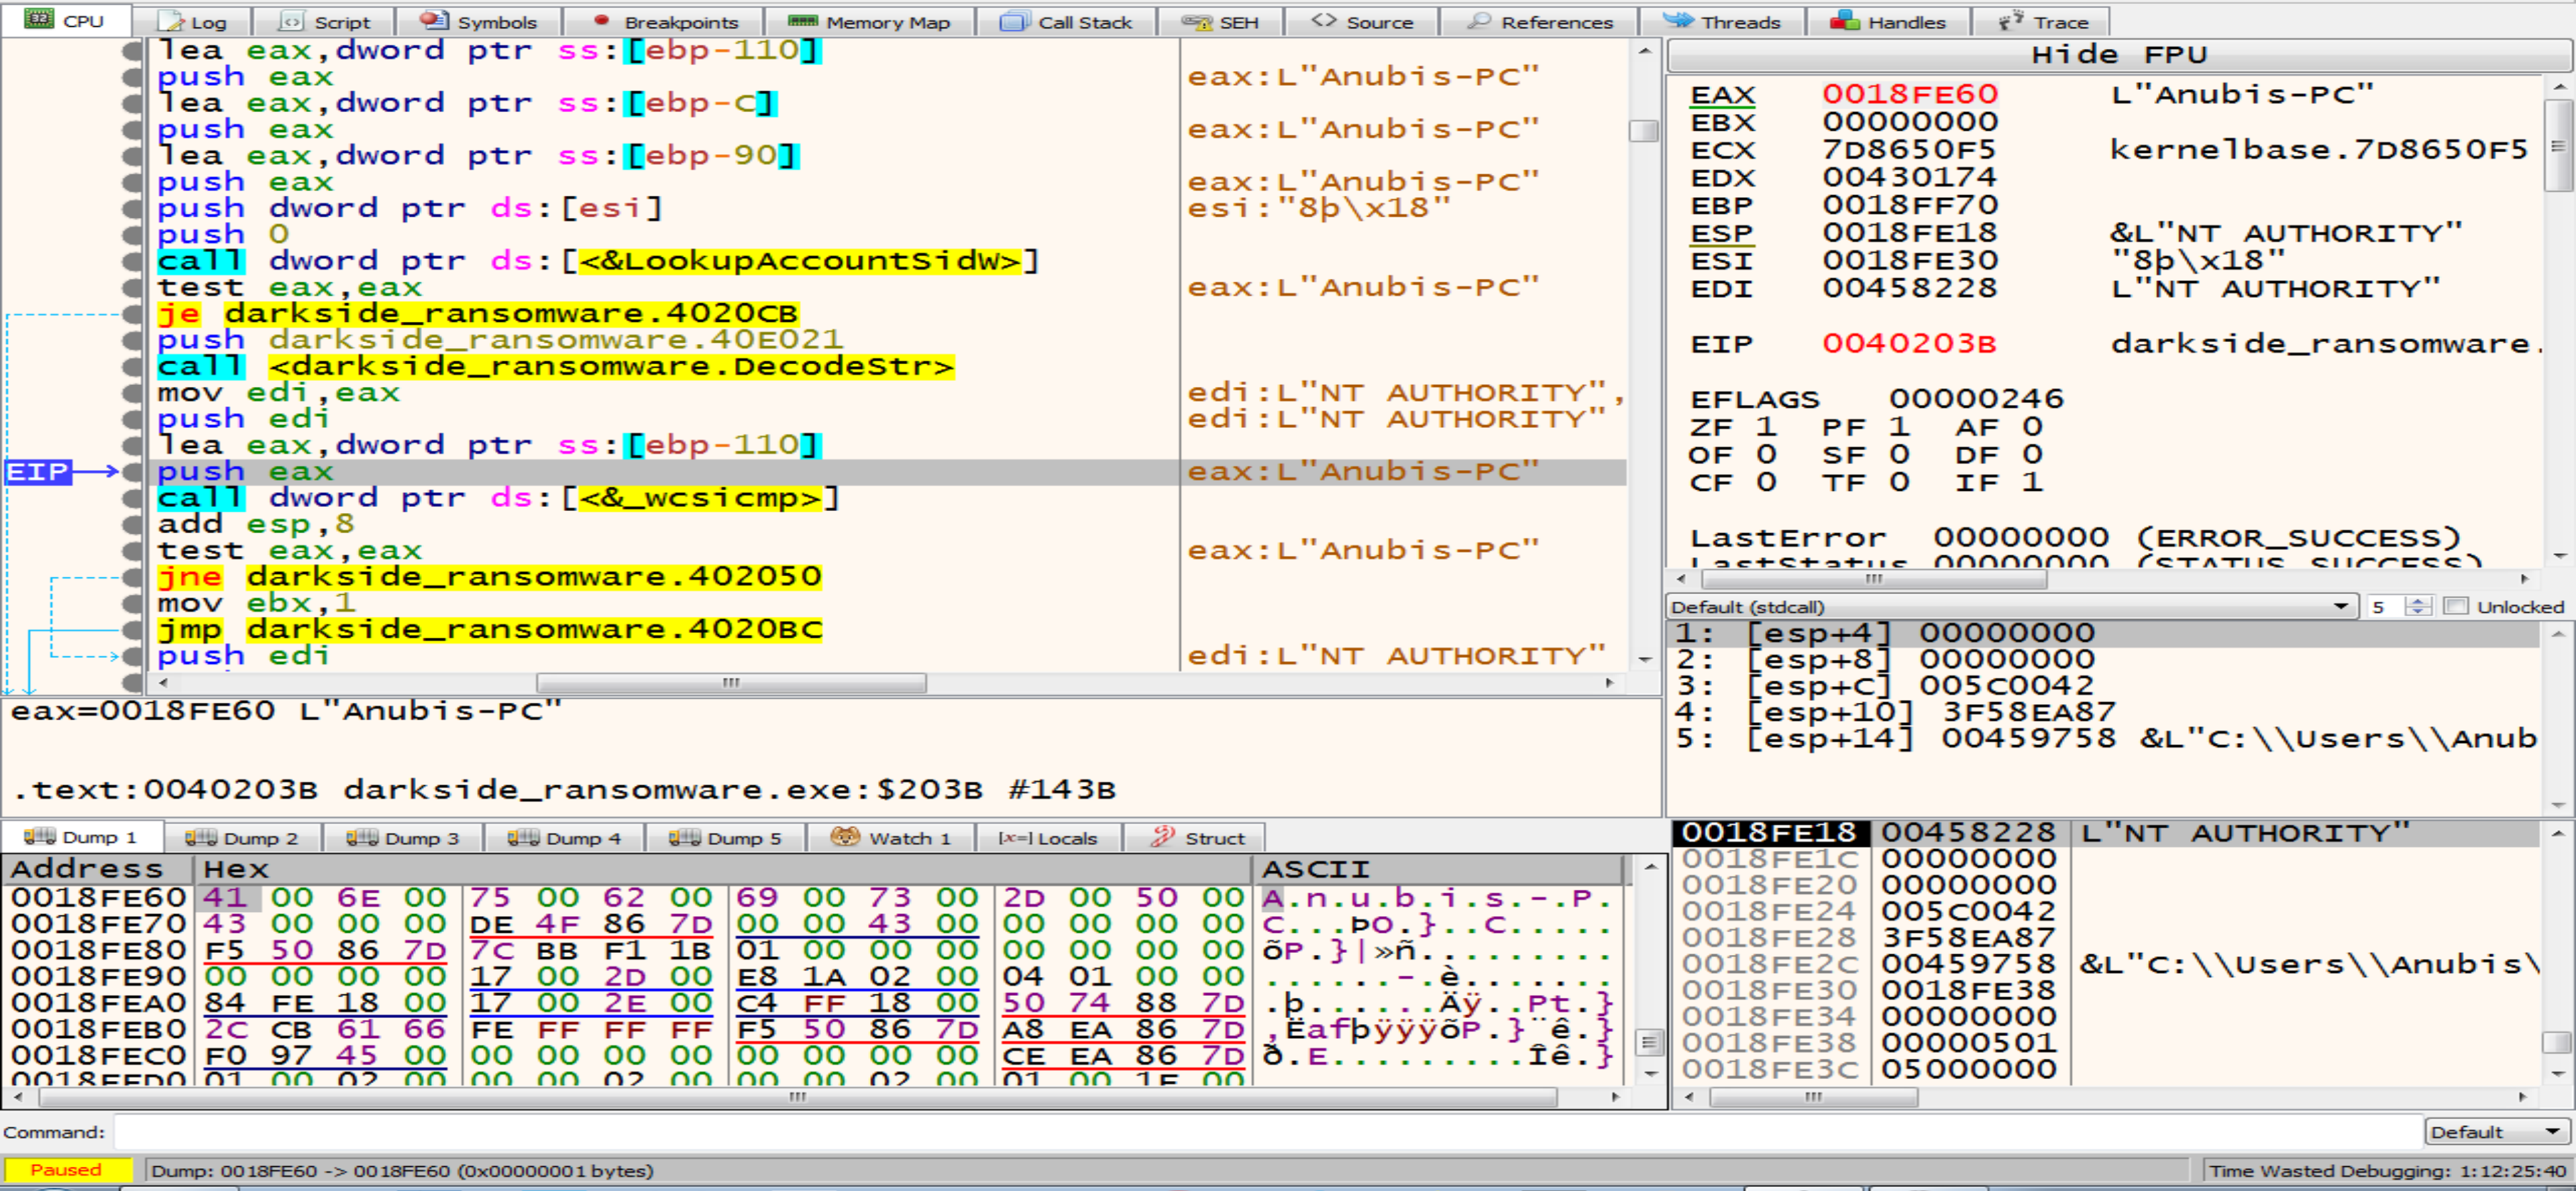 CPU Log Script Symbols Breakpoints Memory Map Call Stack SEH Source References Threads Handles Trace
lea eax,dword ptr ss:[ebp-110]
push eax eax:L"Anubis-PC"
lea eax,dword ptr ss:[ebp-C]
push eax eax:L"Anubis-PC"
lea eax,dword ptr ss:[ebp-90]
push eax eax:L"Anubis-PC"
push dword ptr ds:[esi] esi:"8þ\x18"
push 0
call dword ptr ds:[<&LookupAccountSidW>]
test eax,eax eax:L"Anubis-PC"
je darkside_ransomware.4020CB
push darkside_ransomware.40E021
call <darkside_ransomware.DecodeStr>
mov edi,eax edi:L"NT AUTHORITY",
push edi edi:L"NT AUTHORITY"
lea eax,dword ptr ss:[ebp-110]
EIP push eax eax:L"Anubis-PC"
call dword ptr ds:[<&_wcsicmp>]
add esp,8
test eax,eax eax:L"Anubis-PC"
jne darkside_ransomware.402050
mov ebx,1
jmp darkside_ransomware.4020BC
push edi edi:L"NT AUTHORITY"
eax=0018FE60 L"Anubis-PC"
.text:0040203B darkside_ransomware.exe:$203B #143B
Hide FPU
EAX 0018FE60 L"Anubis-PC"
EBX 00000000
ECX 7D8650F5 kernelbase.7D8650F5
EDX 00430174
EBP 0018FF70
ESP 0018FE18 &L"NT AUTHORITY"
ESI 0018FE30 "8þ\x18"
EDI 00458228 L"NT AUTHORITY"
EIP 0040203B darkside_ransomware.
EFLAGS 00000246
ZF 1 PF 1 AF 0
OF 0 SF 0 DF 0
CF 0 TF 0 IF 1
LastError 00000000 (ERROR_SUCCESS)
LastStatus 00000000 (STATUS_SUCCESS)
Default (stdcall) 5 Unlocked
1: [esp+4] 00000000
2: [esp+8] 00000000
3: [esp+C] 005C0042
4: [esp+10] 3F58EA87
5: [esp+14] 00459758 &L"C:\\Users\\Anub
Dump 1 Dump 2 Dump 3 Dump 4 Dump 5 Watch 1 [x=] Locals Struct
Address Hex ASCII
0018FE60 41 00 6E 00 75 00 62 00 69 00 73 00 2D 00 50 00 A.n.u.b.i.s.-.P.
0018FE70 43 00 00 00 DE 4F 86 7D 00 00 43 00 00 00 00 00 C...ÞO.}..C.....
0018FE80 F5 50 86 7D 7C BB F1 1B 01 00 00 00 00 00 00 00 õP.}|»ñ.........
0018FE90 00 00 00 00 17 00 2D 00 E8 1A 02 00 04 01 00 00 ......-.è.......
0018FEA0 84 FE 18 00 17 00 2E 00 C4 FF 18 00 50 74 88 7D .þ......Äÿ..Pt.}
0018FEB0 2C CB 61 66 FE FF FF FF F5 50 86 7D A8 EA 86 7D ,ËafþÿÿÿõP.}¨ê.}
0018FEC0 F0 97 45 00 00 00 00 00 00 00 00 00 CE EA 86 7D ð.E.........Îê.}
0018FED0 01 00 02 00 00 00 02 00 00 00 02 00 01 00 1F 00
0018FE18 00458228 L"NT AUTHORITY"
0018FE1C 00000000
0018FE20 00000000
0018FE24 005C0042
0018FE28 3F58EA87
0018FE2C 00459758 &L"C:\\Users\\Anubis\
0018FE30 0018FE38
0018FE34 00000000
0018FE38 00000501
0018FE3C 05000000
Command: Default
Paused Dump: 0018FE60 -> 0018FE60 (0x00000001 bytes) Time Wasted Debugging: 1:12:25:40